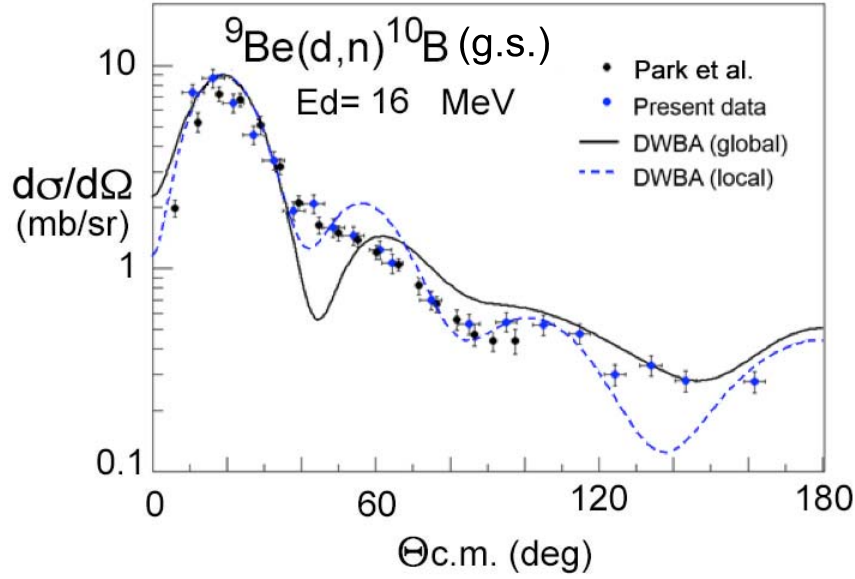 ⁹Be(d,n)¹⁰B (g.s.)
Ed= 16 MeV
Park et al.
Present data
DWBA (global)
DWBA (local)
dσ/dΩ
(mb/sr)
10
1
0.1
0
60
120
180
Θc.m. (deg)